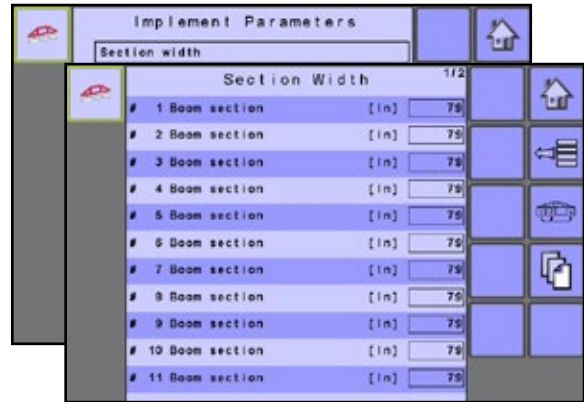 Implement Parameters
Section width
Section Width 1/2
# 1 Boom section [In] 79
# 2 Boom section [In] 79
# 3 Boom section [In] 79
# 4 Boom section [In] 79
# 5 Boom section [In] 79
# 6 Boom section [In] 79
# 7 Boom section [In] 79
# 8 Boom section [In] 79
# 9 Boom section [In] 79
# 10 Boom section [In] 79
# 11 Boom section [In] 79